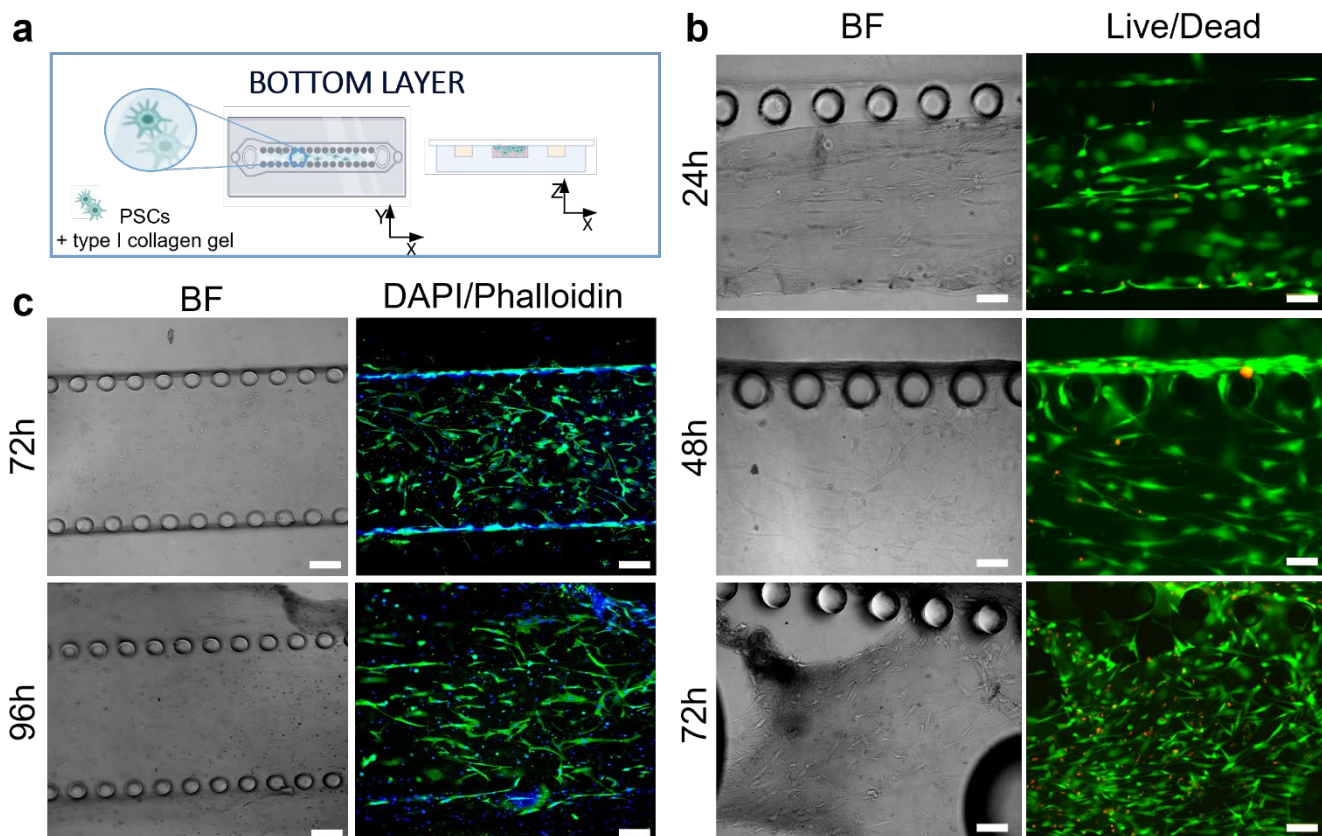 a
BOTTOM LAYER
PSCs
+ type I collagen gel
Y
X
Z
X
b
BF
Live/Dead
24h
48h
72h
c
BF
DAPI/Phalloidin
72h
96h